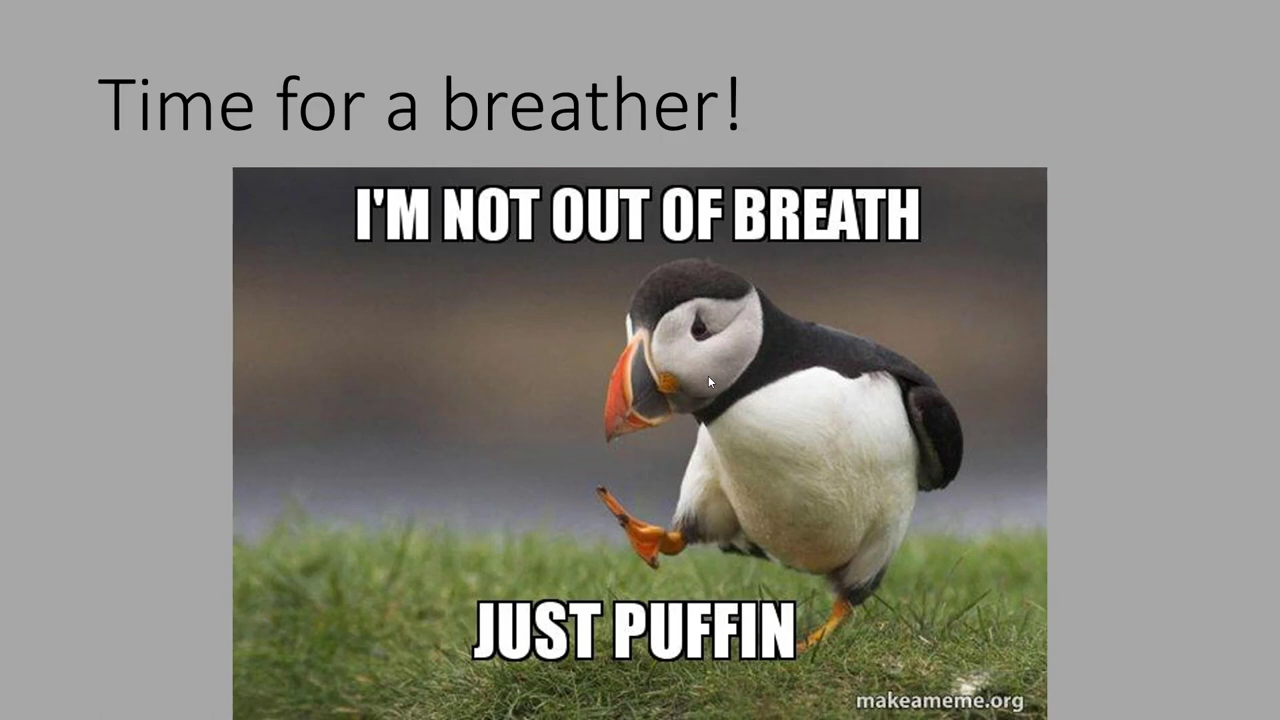 Time for a breather!
I'M NOT OUT OF BREATH
JUST PUFFIN
makeameme.org